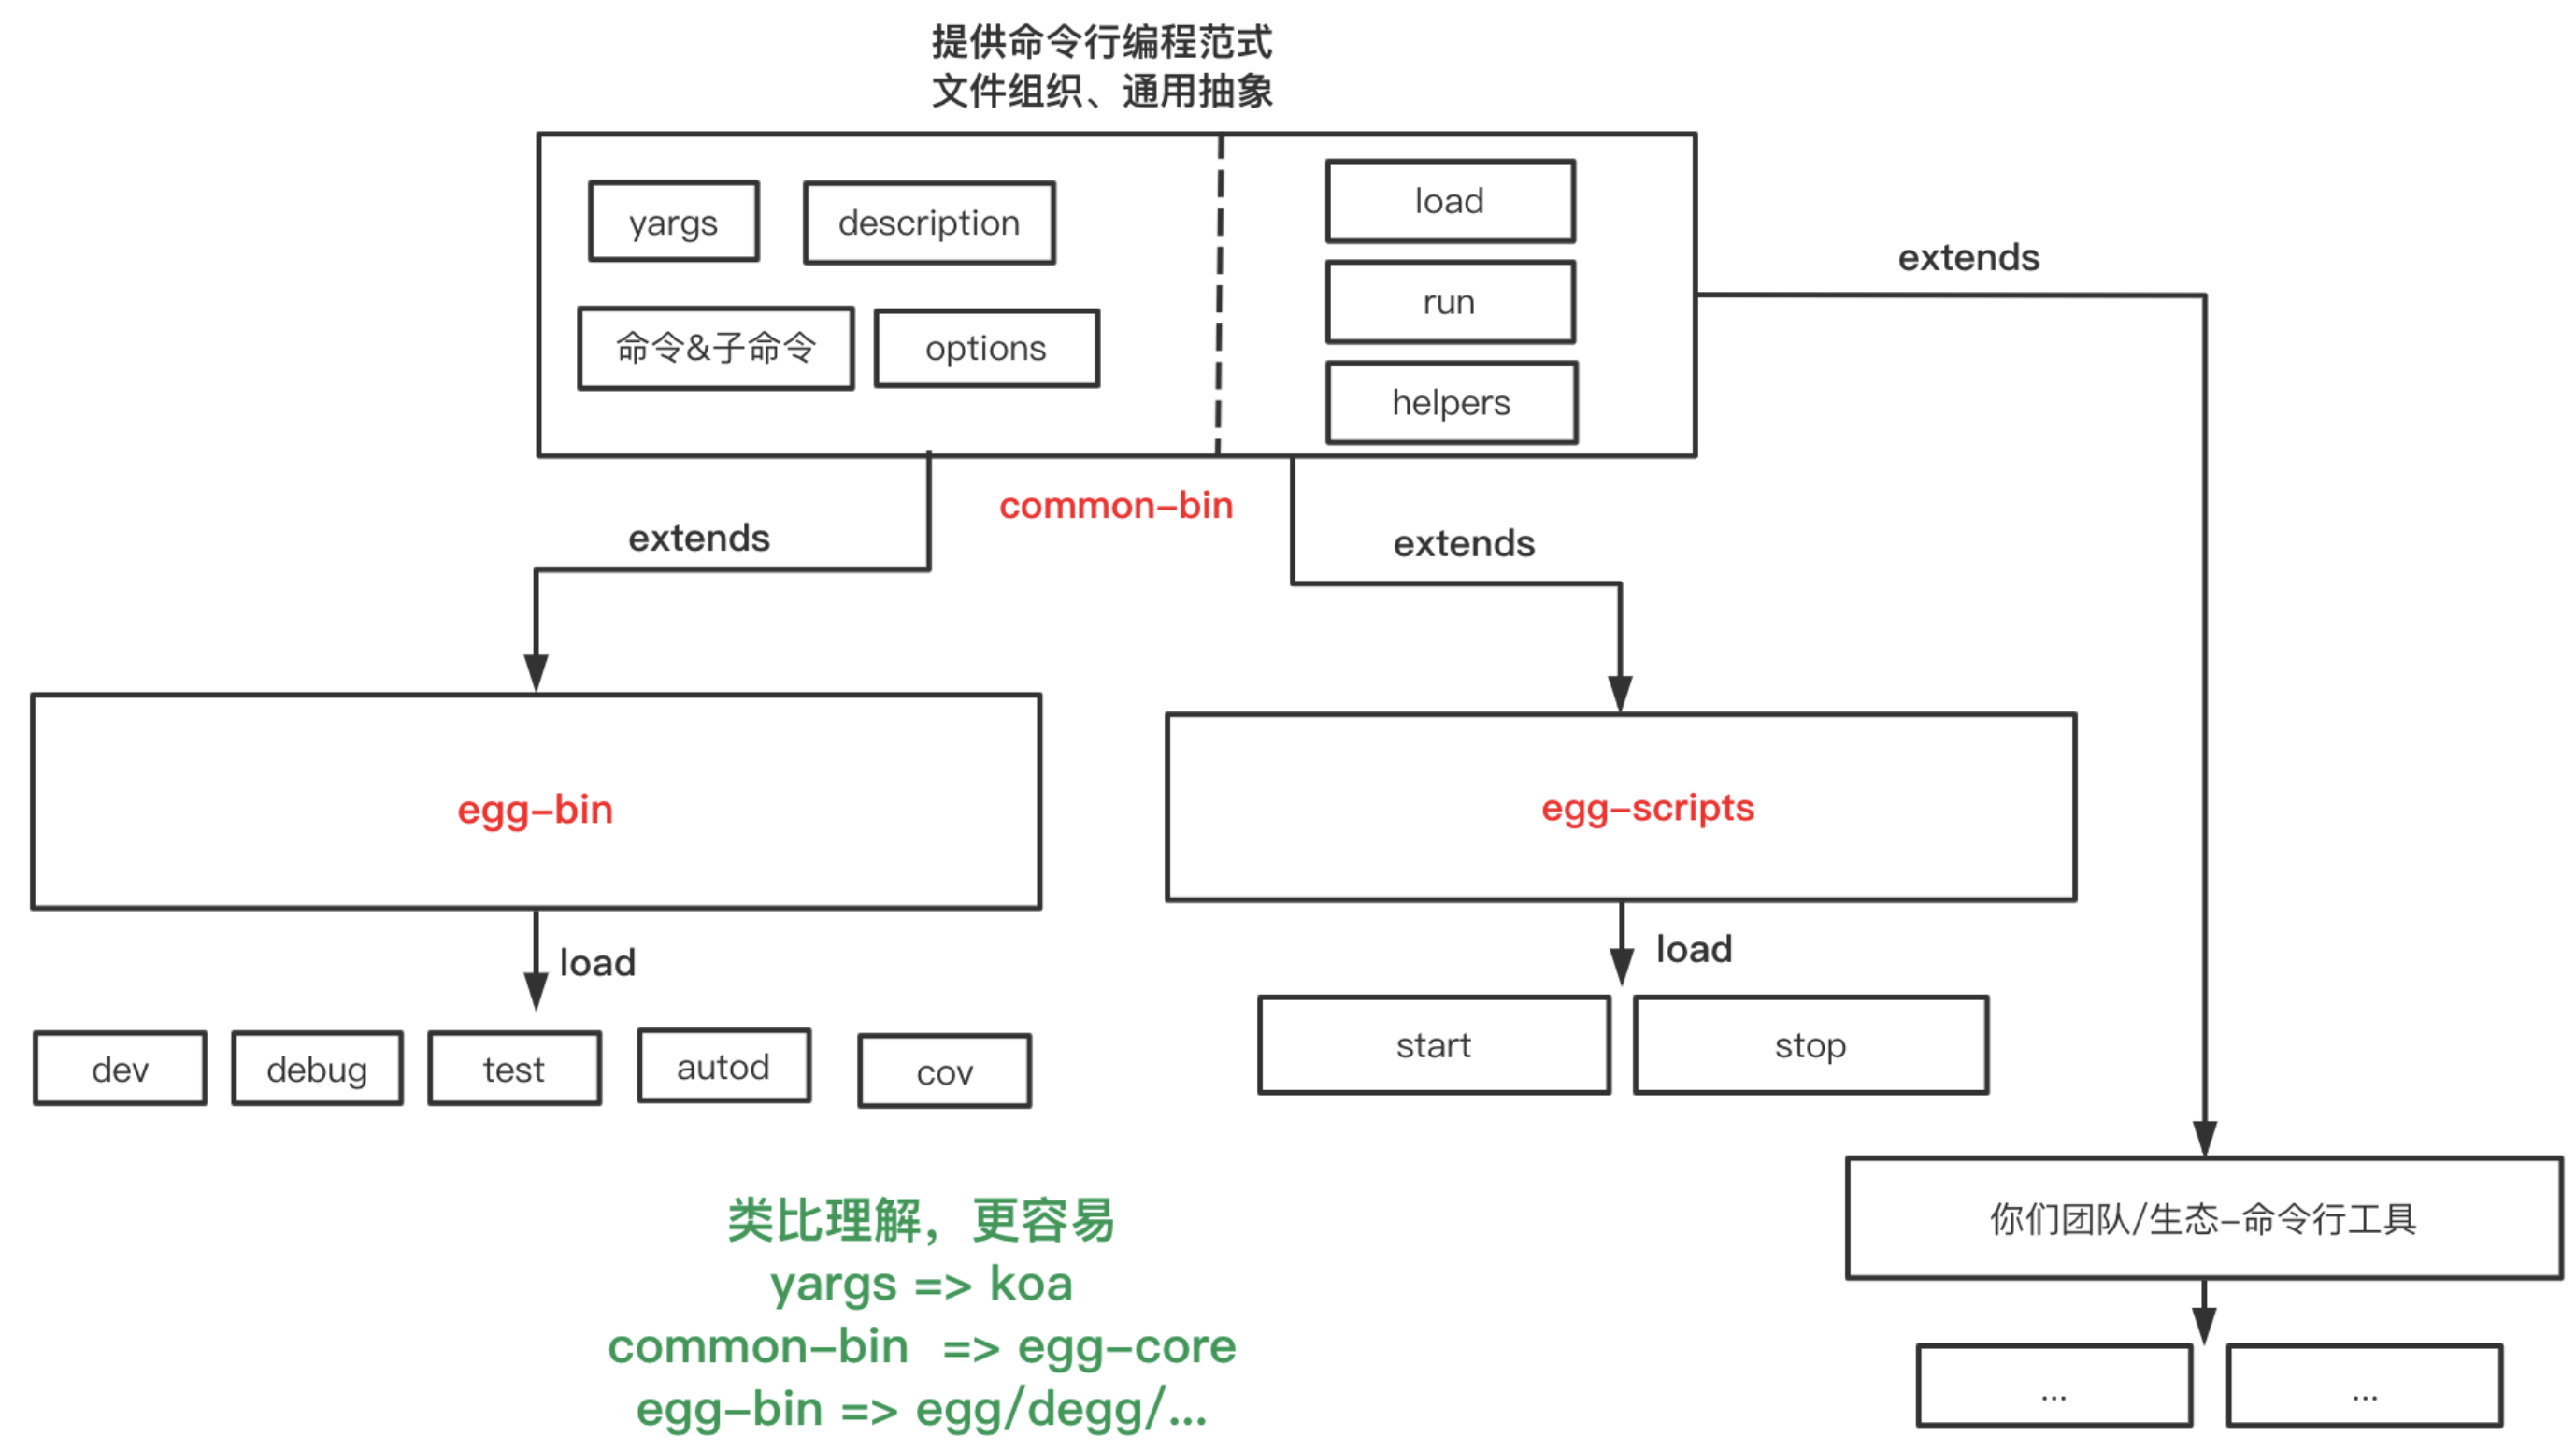 提供命令行编程范式
文件组织、通用抽象
yargs
description
命令&子命令
options
load
run
helpers
common-bin
extends
extends
extends
egg-bin
egg-scripts
load
load
dev
debug
test
autod
cov
start
stop
你们团队/生态-命令行工具
...
...
类比理解，更容易
yargs => koa
common-bin => egg-core
egg-bin => egg/degg/...